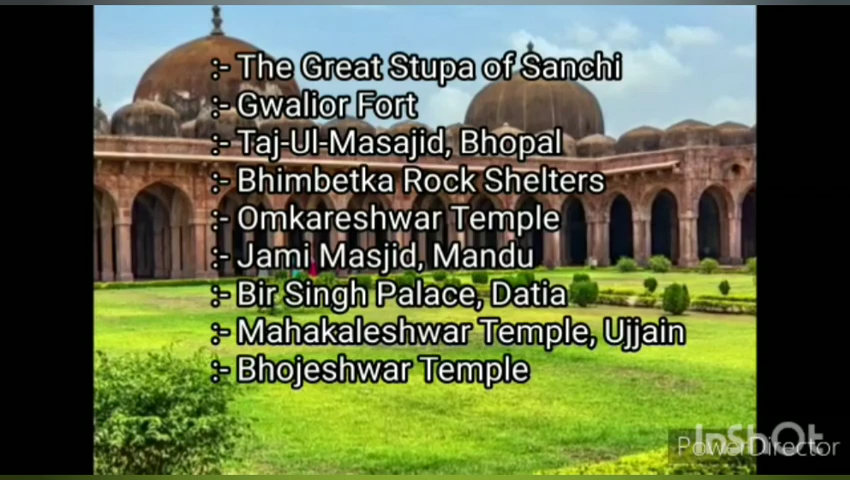 :- The Great Stupa of Sanchi
:- Gwalior Fort
:- Taj-Ul-Masajid, Bhopal
:- Bhimbetka Rock Shelters
:- Omkareshwar Temple
:- Jami Masjid, Mandu
:- Bir Singh Palace, Datia
:- Mahakaleshwar Temple, Ujjain
:- Bhojeshwar Temple
InShOt
PowerDirector